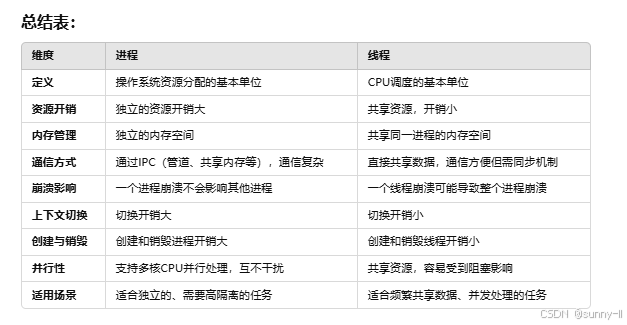 总结表：
维度 进程 线程
定义 操作系统资源分配的基本单位 CPU调度的基本单位
资源开销 独立的资源开销大 共享资源，开销小
内存管理 独立的内存空间 共享同一进程的内存空间
通信方式 通过IPC（管道、共享内存等），通信复杂 直接共享数据，通信方便但需同步机制
崩溃影响 一个进程崩溃不会影响其他进程 一个线程崩溃可能导致整个进程崩溃
上下文切换 切换开销大 切换开销小
创建与销毁 创建和销毁进程开销大 创建和销毁线程开销小
并行性 支持多核CPU并行处理，互不干扰 共享资源，容易受到阻塞影响
适用场景 适合独立的、需要高隔离的任务 适合频繁共享数据、并发处理的任务
CSDN @sunny-ll